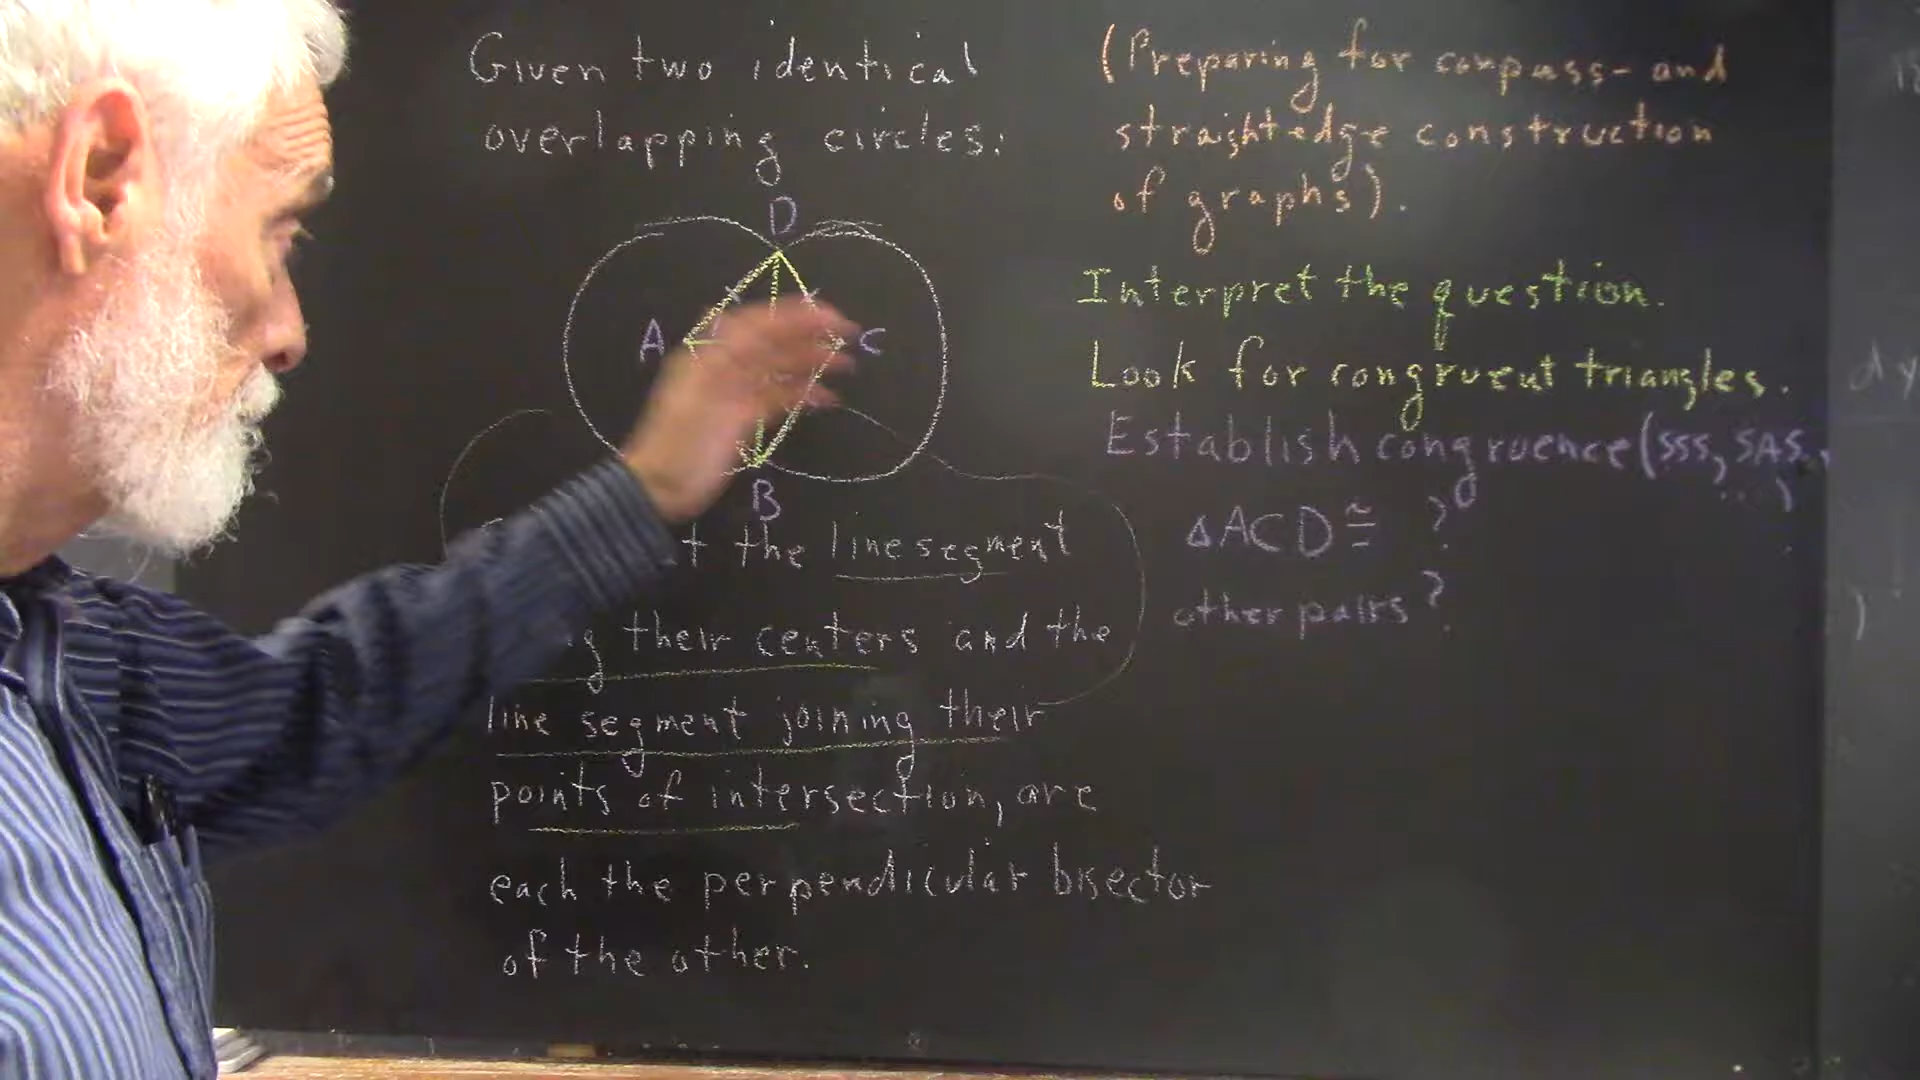 Given two identical
overlapping circles:
D
A
C
B
t the line segment
g their centers and the
line segment joining their
points of intersection, are
each the perpendicular bisector
of the other.
(Preparing for compass- and
straightedge construction
of graphs).
Interpret the question.
Look for congruent triangles.
Establish congruence (SSS, SAS,
...)
△ACD ≅ ?
other pairs?
dy
)